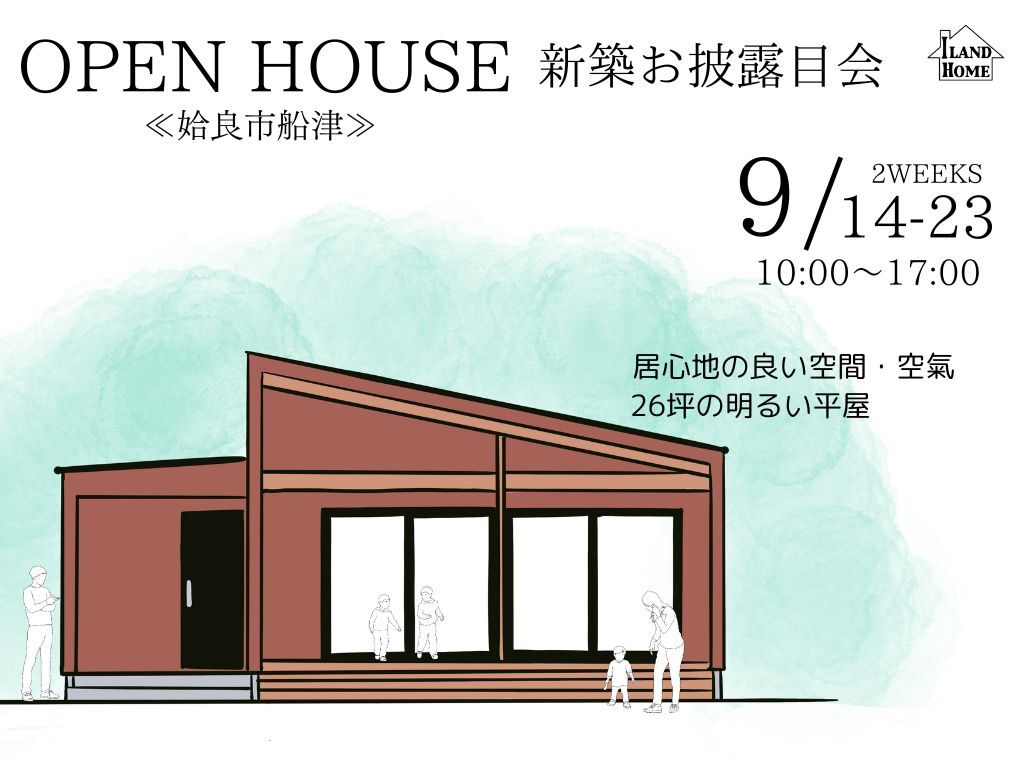 OPEN HOUSE 新築お披露目会
ILAND
HOME
≪姶良市船津≫
2WEEKS
9/14-23
10:00～17:00
居心地の良い空間・空氣
26坪の明るい平屋